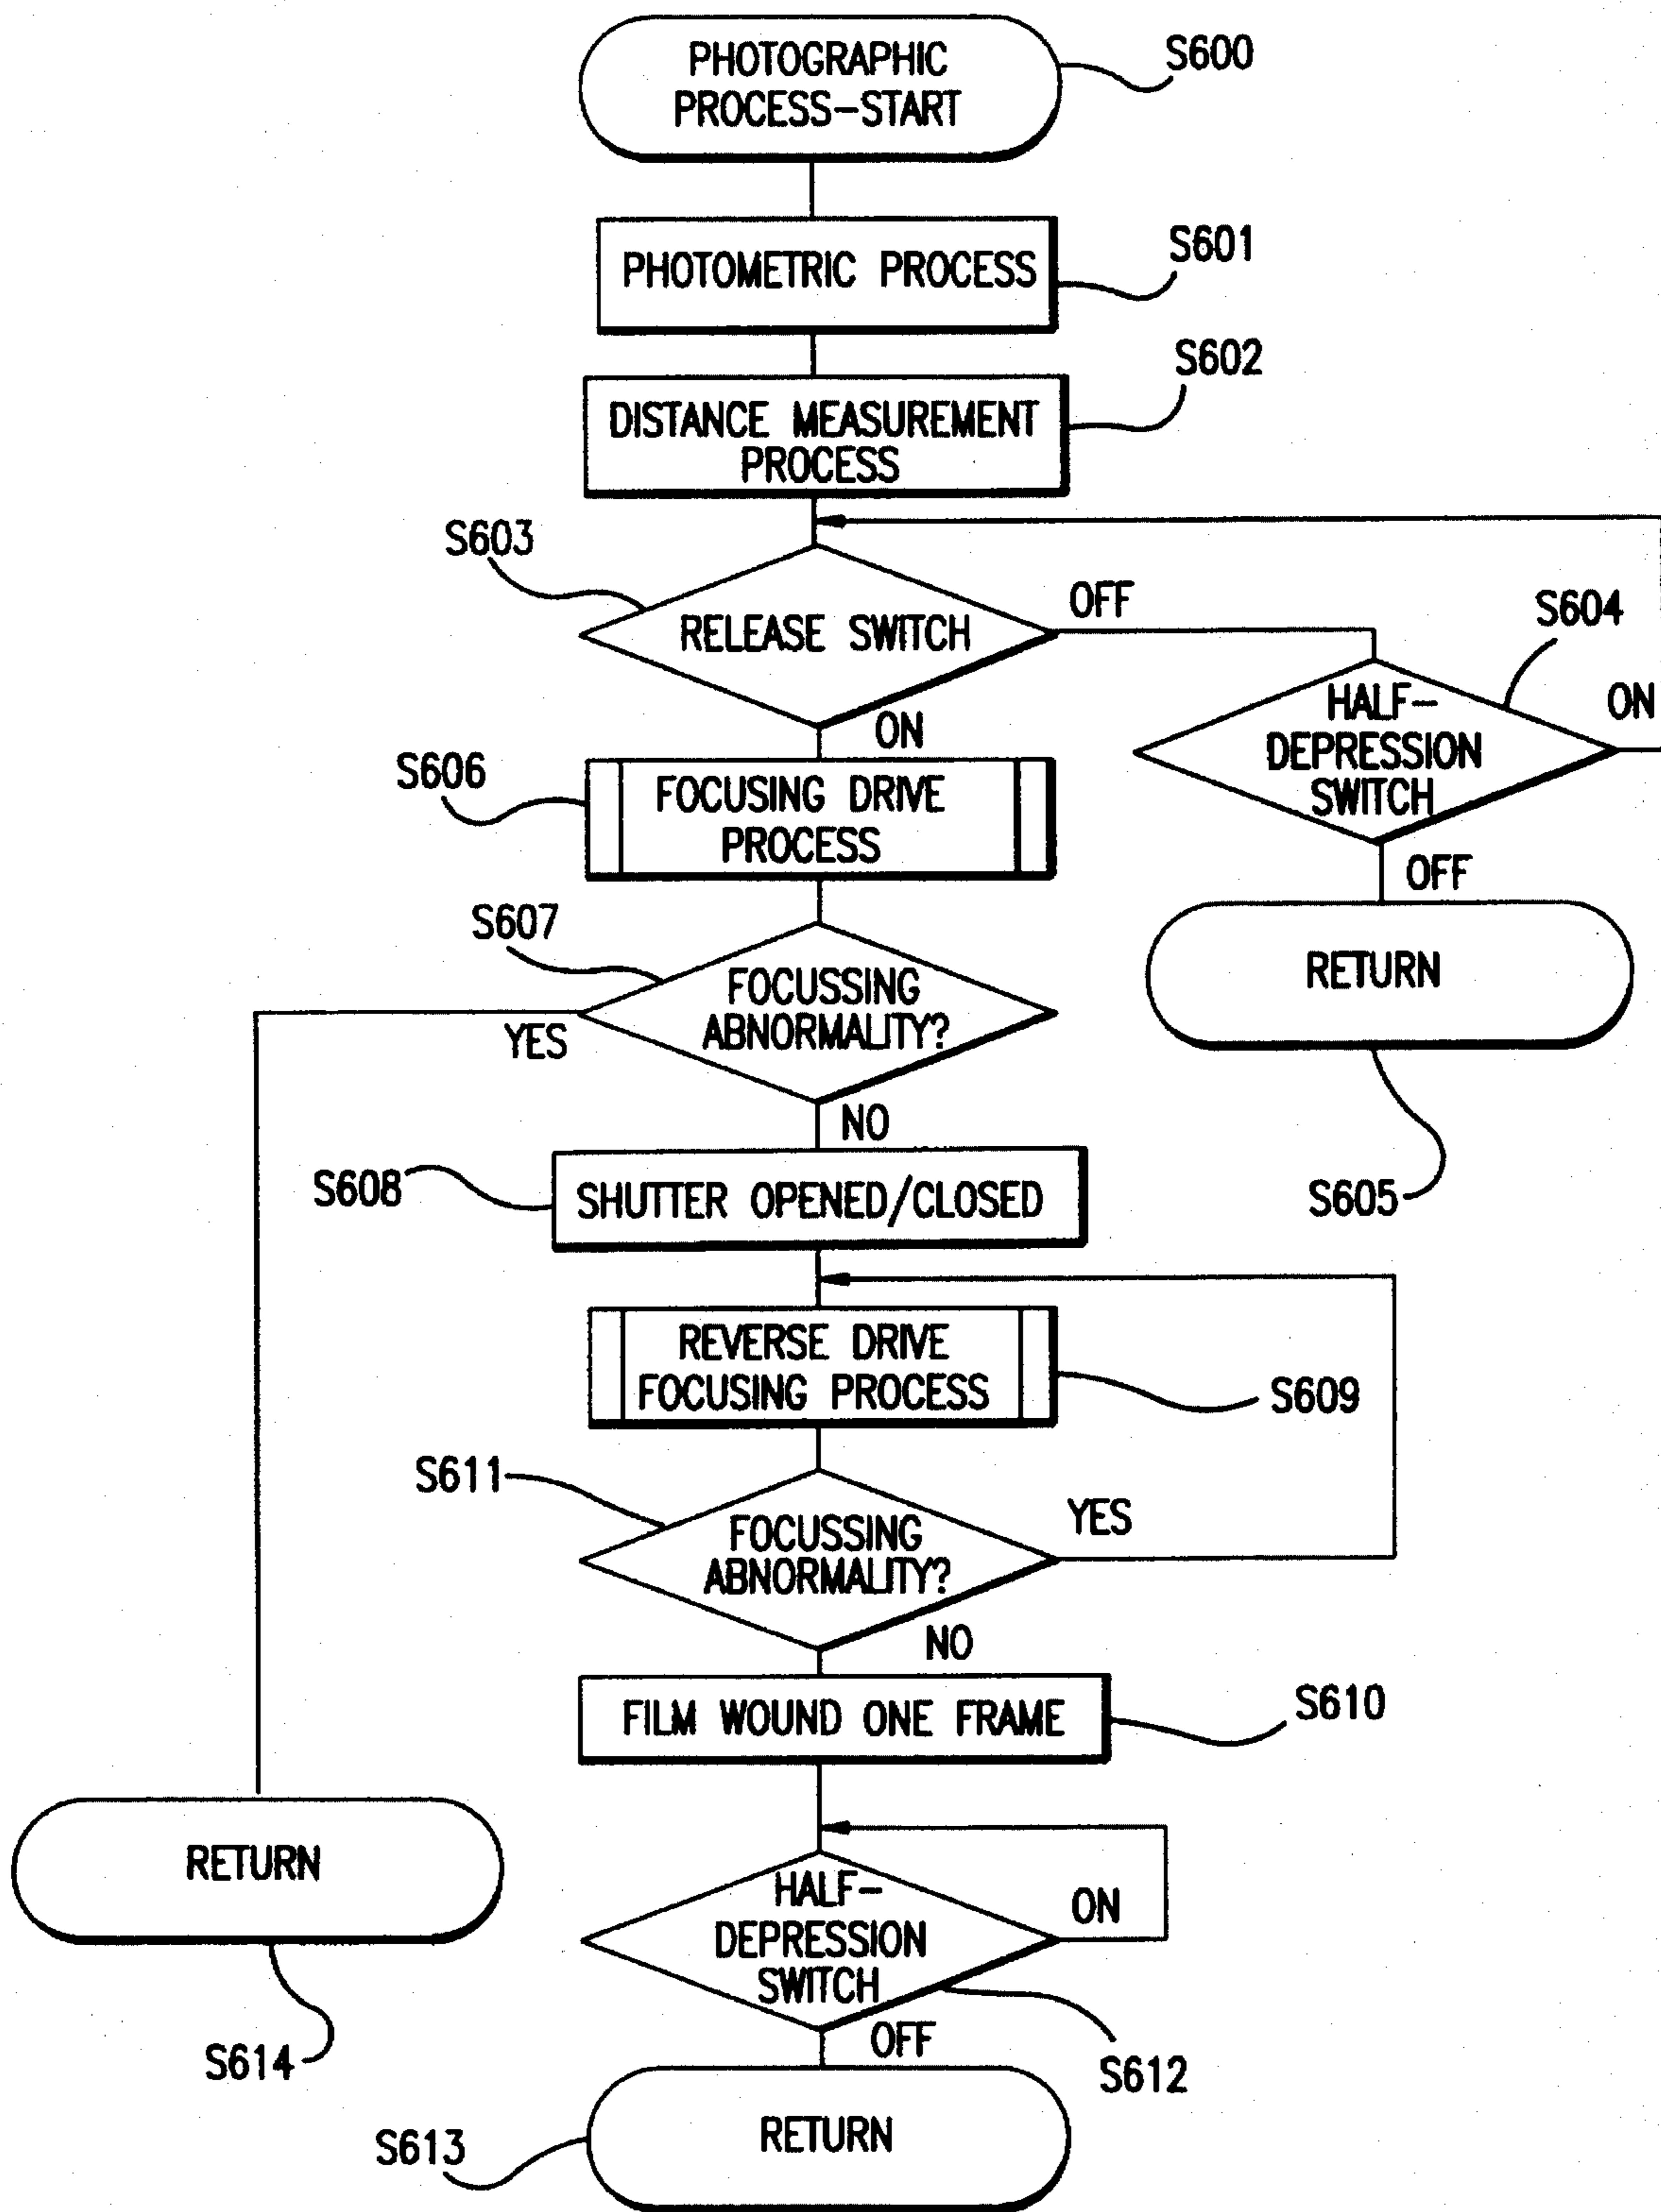 PHOTOGRAPHIC
PROCESS-START
S600
PHOTOMETRIC PROCESS
S601
DISTANCE MEASUREMENT
PROCESS
S602
S603
RELEASE SWITCH
OFF
ON
S604
HALF-
DEPRESSION
SWITCH
ON
OFF
RETURN
S605
S606
FOCUSING DRIVE
PROCESS
S607
FOCUSSING
ABNORMALITY?
YES
NO
S608
SHUTTER OPENED/CLOSED
REVERSE DRIVE
FOCUSING PROCESS
S609
S611
FOCUSSING
ABNORMALITY?
YES
NO
FILM WOUND ONE FRAME
S610
RETURN
S614
HALF-
DEPRESSION
SWITCH
ON
OFF
S612
S613
RETURN